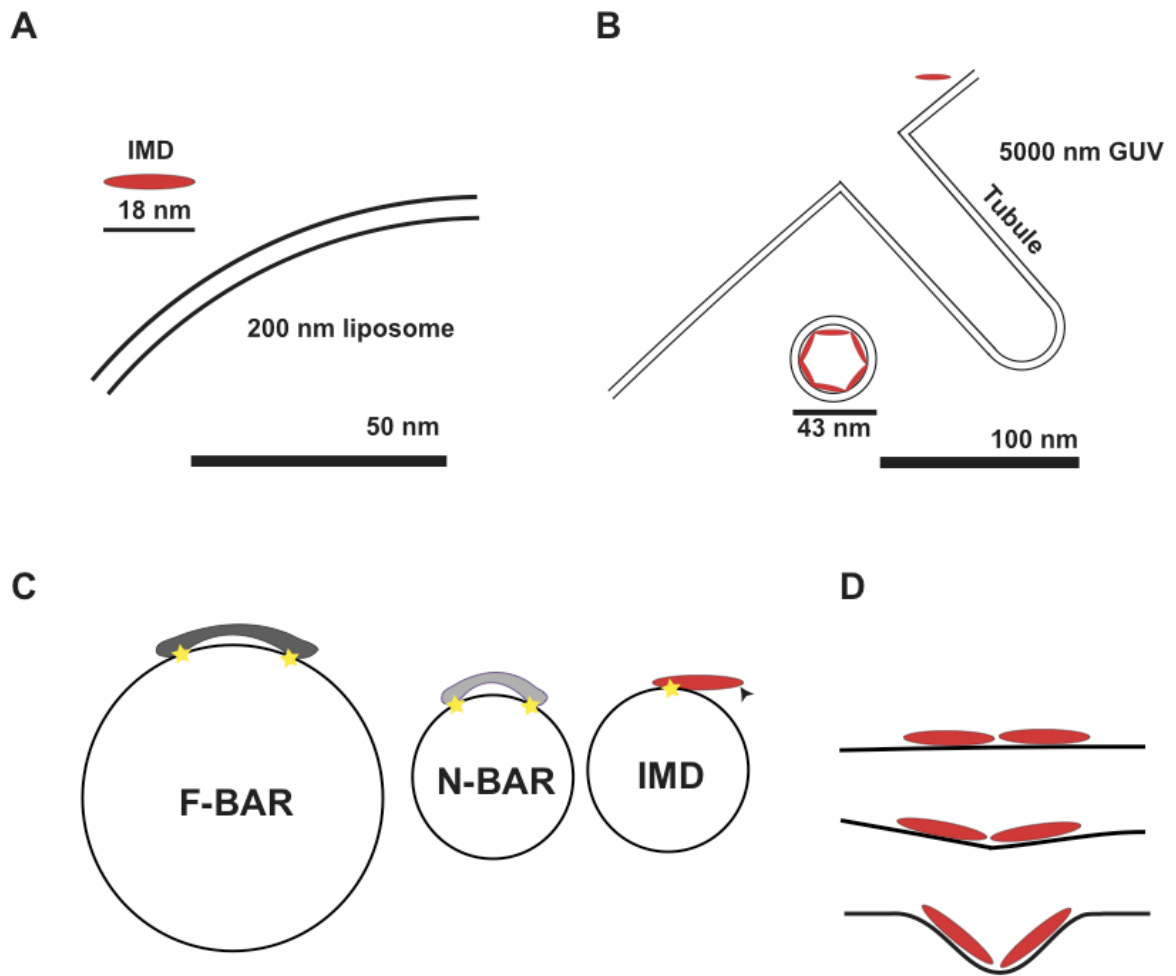 A
B
IMD
18 nm
200 nm liposome
50 nm
5000 nm GUV
Tubule
43 nm
100 nm
C
D
F-BAR
N-BAR
IMD